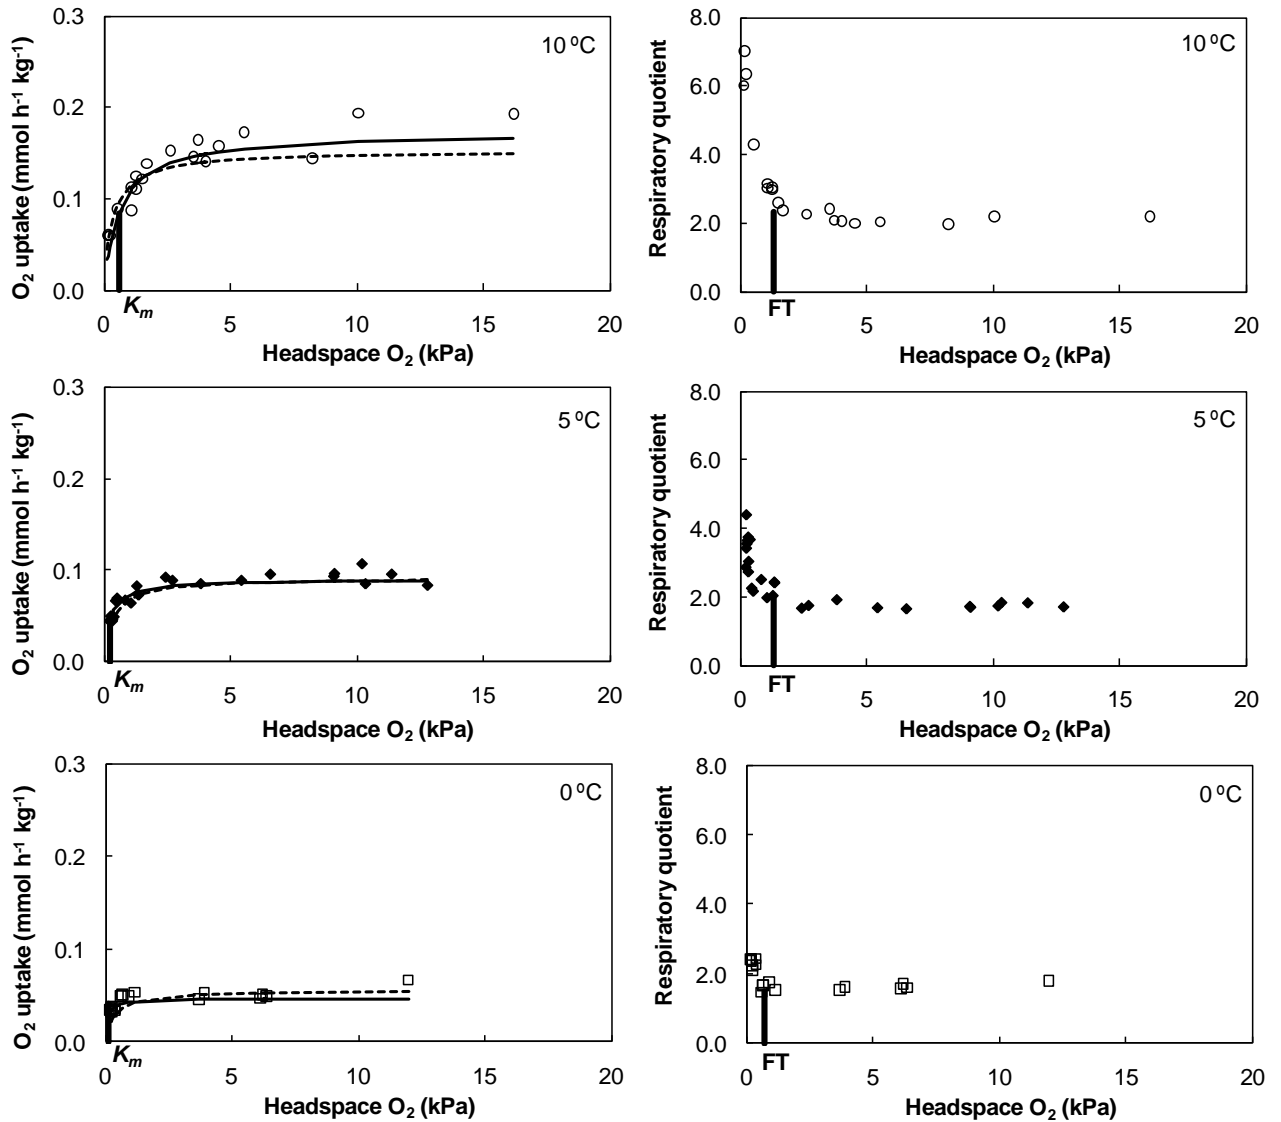 0.3
0.2
0.1
0.0
O₂ uptake (mmol h⁻¹ kg⁻¹)
10 ºC
Kₘ
0 5 10 15 20
Headspace O₂ (kPa)
8.0
6.0
4.0
2.0
0.0
Respiratory quotient
10 ºC
FT
0 5 10 15 20
Headspace O₂ (kPa)
0.3
0.2
0.1
0.0
O₂ uptake (mmol h⁻¹ kg⁻¹)
5 ºC
Kₘ
0 5 10 15 20
Headspace O₂ (kPa)
8.0
6.0
4.0
2.0
0.0
Respiratory quotient
5 ºC
FT
0 5 10 15 20
Headspace O₂ (kPa)
0.3
0.2
0.1
0.0
O₂ uptake (mmol h⁻¹ kg⁻¹)
0 ºC
Kₘ
0 5 10 15 20
Headspace O₂ (kPa)
8.0
6.0
4.0
2.0
0.0
Respiratory quotient
0 ºC
FT
0 5 10 15 20
Headspace O₂ (kPa)